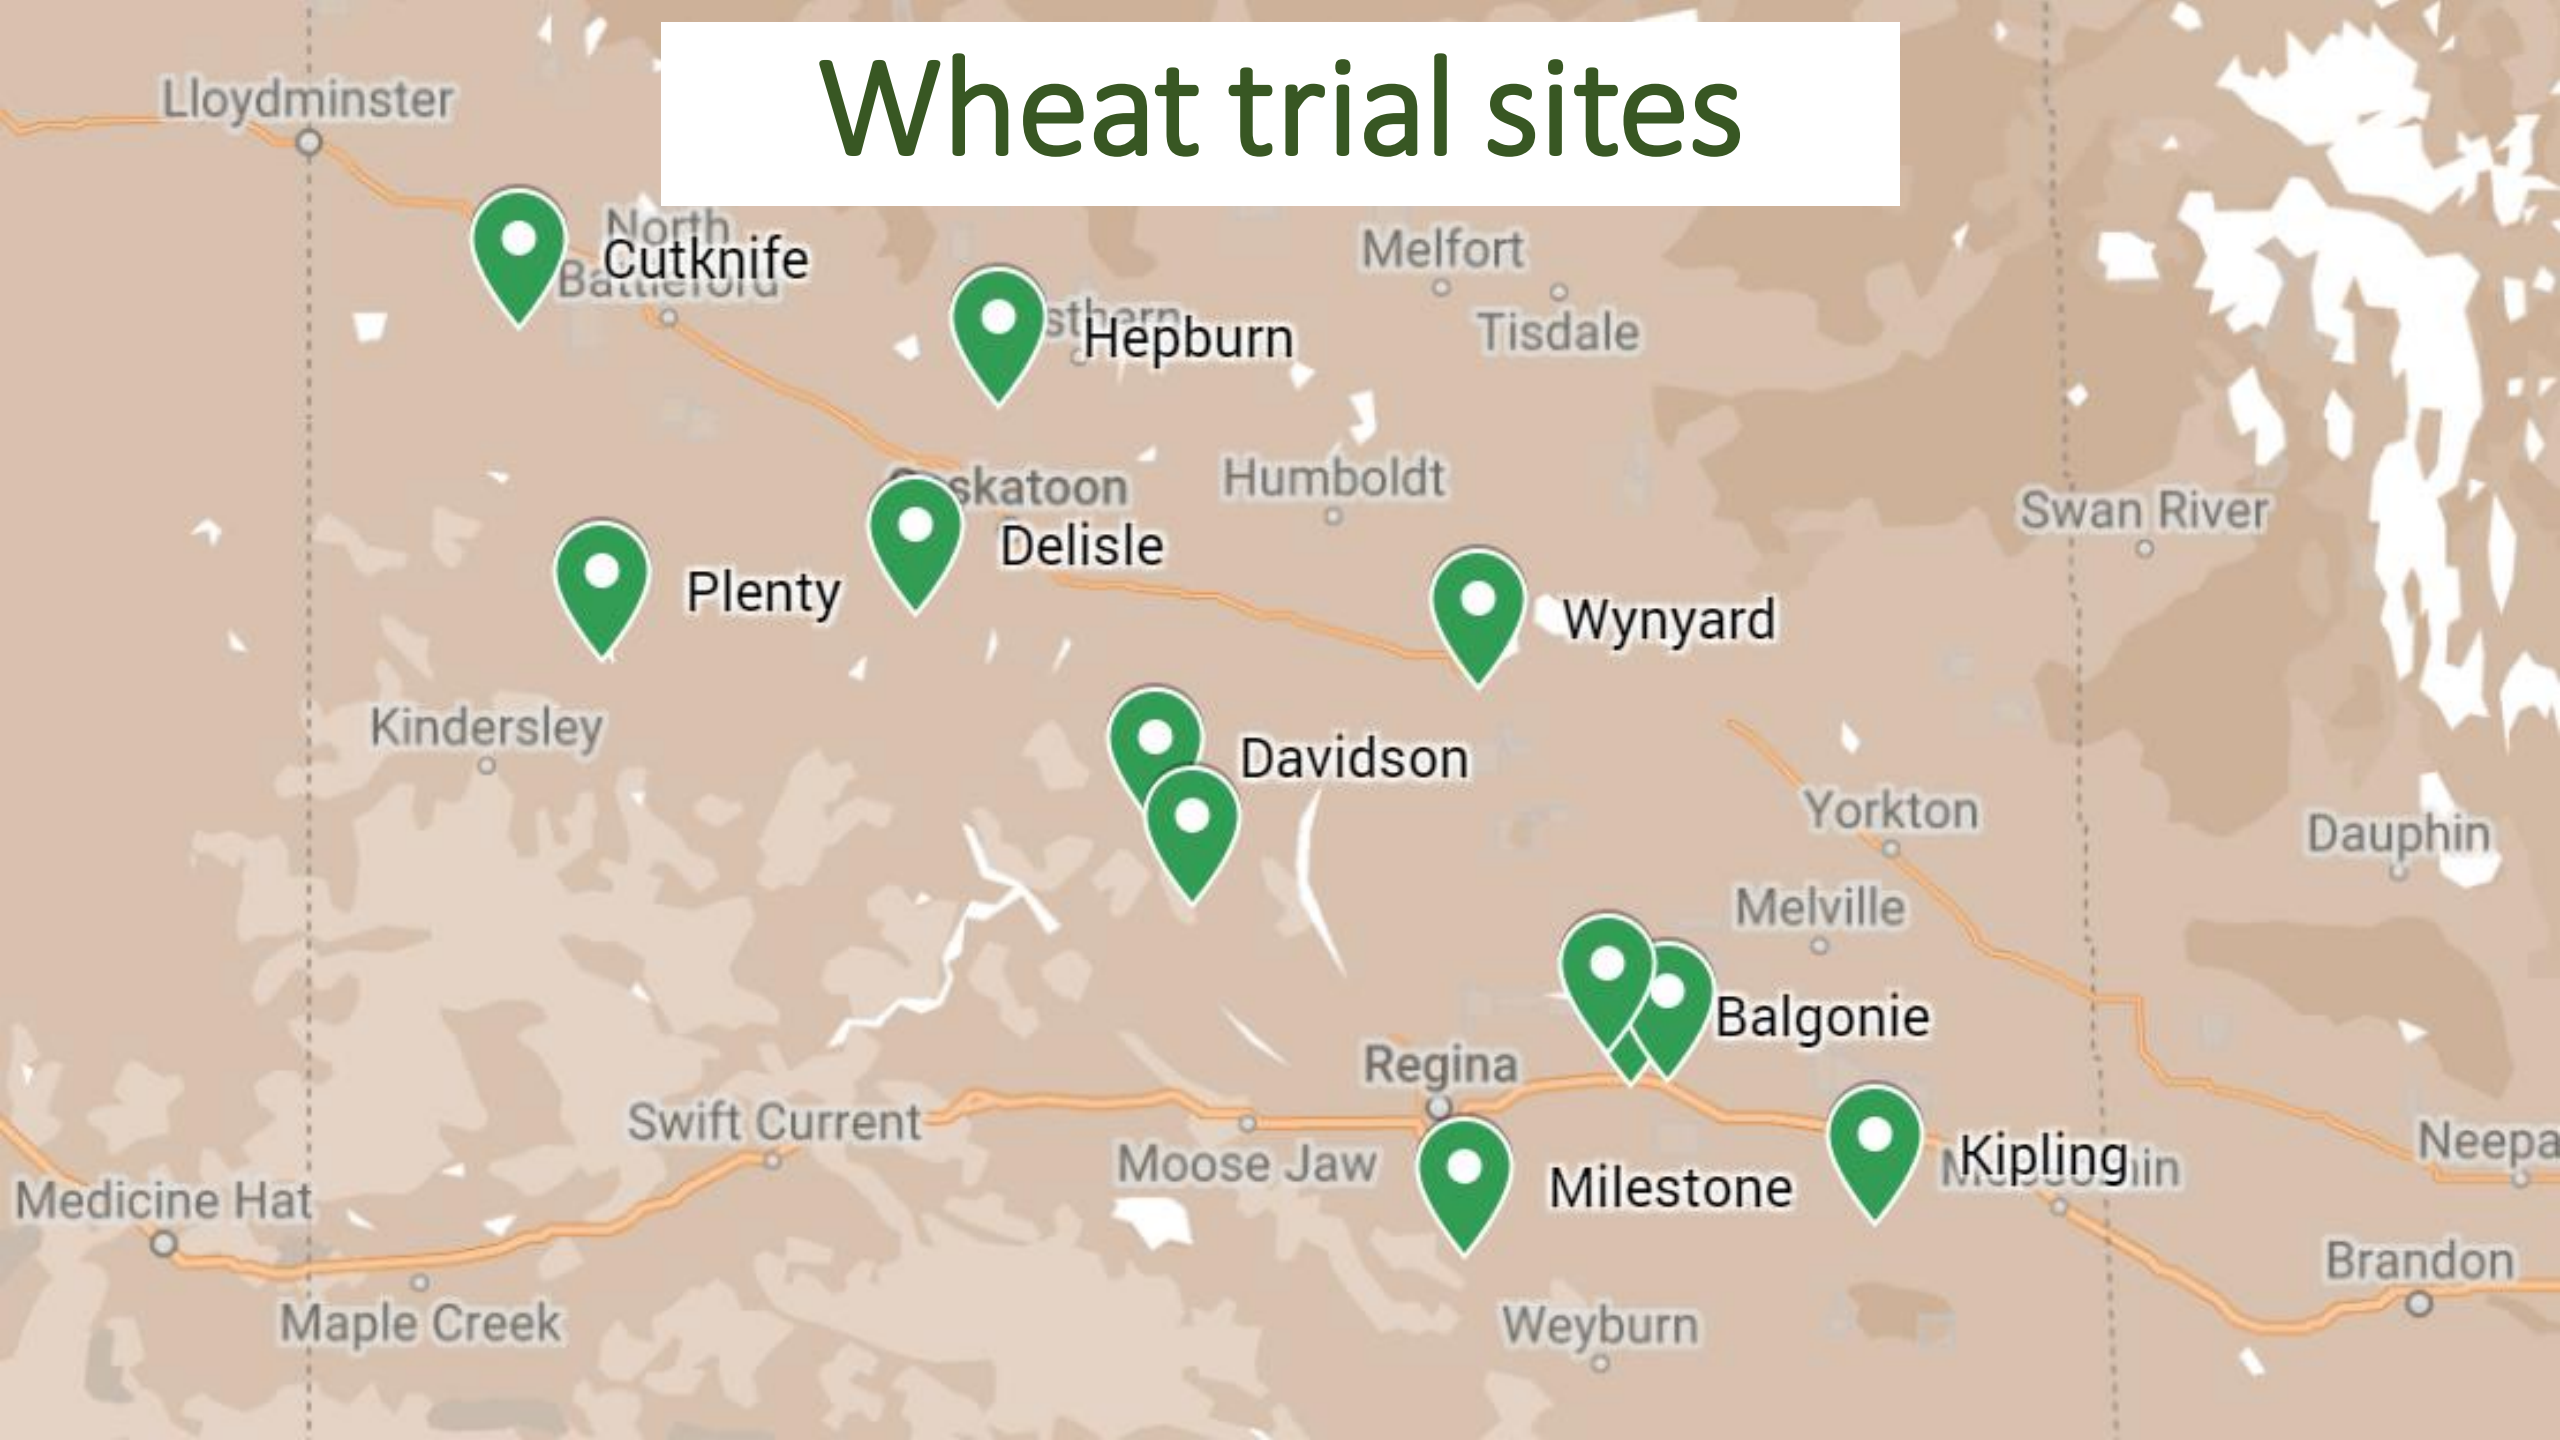 Wheat trial sites
Lloydminster
North
Cutknife
Hepburn
Melfort
Tisdale
Humboldt
Delisle
Plenty
Wynyard
Swan River
Kindersley
Davidson
Yorkton
Dauphin
Melville
Balgonie
Regina
Swift Current
Moose Jaw
Milestone
Kipling
Neepa
Medicine Hat
Maple Creek
Weyburn
Brandon